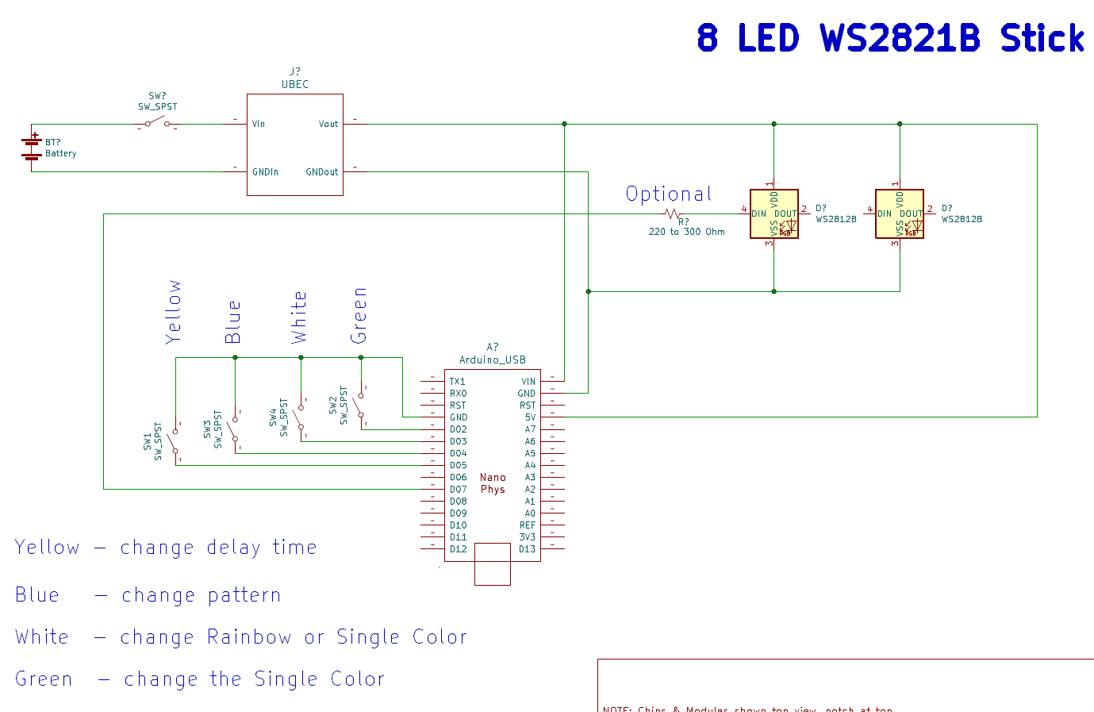 8 LED WS2821B Stick
J?
UBEC
SW?
SW_SPST
Vin
Vout
BT?
Battery
GNDin
GNDout
Optional
R?
220 to 300 Ohm
1
VDD
4
DIN
DOUT
2
VSS
RGB
3
D?
WS2812B
1
VDD
4
DIN
DOUT
2
VSS
RGB
3
D?
WS2812B
Yellow
Blue
White
Green
SW1
SW_SPST
SW3
SW_SPST
SW4
SW_SPST
SW2
SW_SPST
A?
Arduino_USB
TX1
VIN
RX0
GND
RST
RST
GND
5V
D02
A7
D03
A6
D04
A5
D05
A4
D06
A3
D07
A2
D08
A1
D09
A0
D10
REF
D11
3V3
D12
D13
Nano
Phys
Yellow – change delay time
Blue – change pattern
White – change Rainbow or Single Color
Green – change the Single Color
NOTE: Chips & Modules shown top view, notch at top